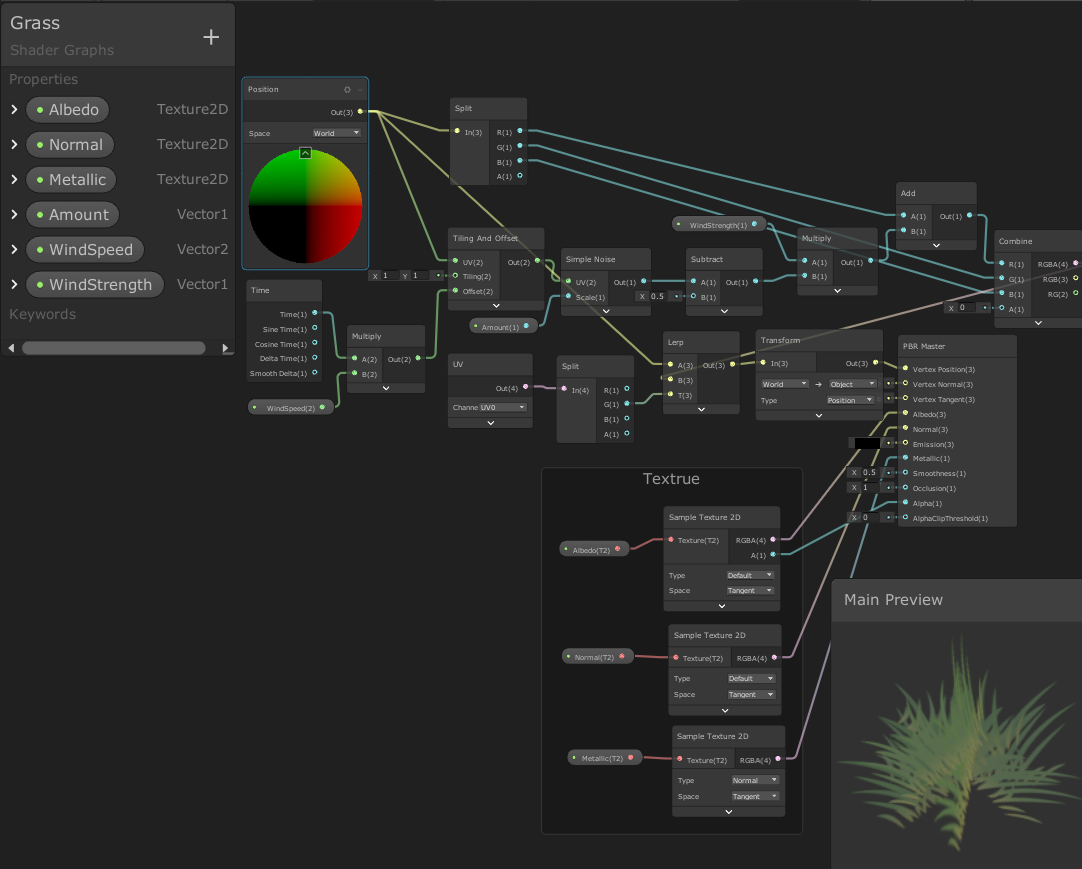 Grass
Shader Graphs
Properties
Albedo Texture2D
Normal Texture2D
Metallic Texture2D
Amount Vector1
WindSpeed Vector2
WindStrength Vector1
Keywords
Position
Out(3)
Space World
Split
In(3) R(1)
G(1)
B(1)
A(1)
Time
Time(1)
Sine Time(1)
Cosine Time(1)
Delta Time(1)
Smooth Delta(1)
WindSpeed(2)
Multiply
A(2) Out(2)
B(2)
X 1 Y 1
Tiling And Offset
UV(2) Out(2)
Tiling(2)
Offset(2)
Amount(1)
Simple Noise
UV(2) Out(1)
Scale(1)
X 0.5
Subtract
A(1) Out(1)
B(1)
WindStrength(1)
Multiply
A(1) Out(1)
B(1)
Add
A(1) Out(1)
B(1)
X 0
Combine
R(1) RGBA(4)
G(1) RGB(3)
B(1) RG(2)
A(1)
UV
Out(4)
Channe UV0
Split
In(4) R(1)
G(1)
B(1)
A(1)
Lerp
A(3) Out(3)
B(3)
T(3)
Transform
In(3) Out(3)
World → Object
Type Position
PBR Master
Vertex Position(3)
Vertex Normal(3)
Vertex Tangent(3)
Albedo(3)
Normal(3)
Emission(3)
Metallic(1)
X 0.5 Smoothness(1)
X 1 Occlusion(1)
Alpha(1)
X 0 AlphaClipThreshold(1)
Textrue
Albedo(T2)
Sample Texture 2D
Texture(T2) RGBA(4)
A(1)
Type Default
Space Tangent
Normal(T2)
Sample Texture 2D
Texture(T2) RGBA(4)
Type Default
Space Tangent
Metallic(T2)
Sample Texture 2D
Texture(T2) RGBA(4)
Type Normal
Space Tangent
Main Preview